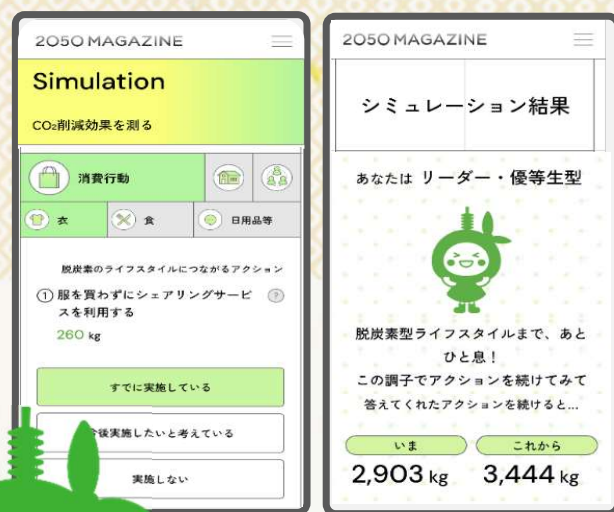 2050 MAGAZINE
Simulation
CO₂削減効果を測る
消費行動
衣
食
日用品等
脱炭素のライフスタイルにつながるアクション
① 服を買わずにシェアリングサービ
スを利用する
?
260 kg
すでに実施している
今後実施したいと考えている
実施しない
2050 MAGAZINE
シミュレーション結果
あなたは リーダー・優等生型
脱炭素型ライフスタイルまで、あと
ひと息！
この調子でアクションを続けてみて
答えてくれたアクションを続けると...
いま
これから
2,903 kg
3,444 kg